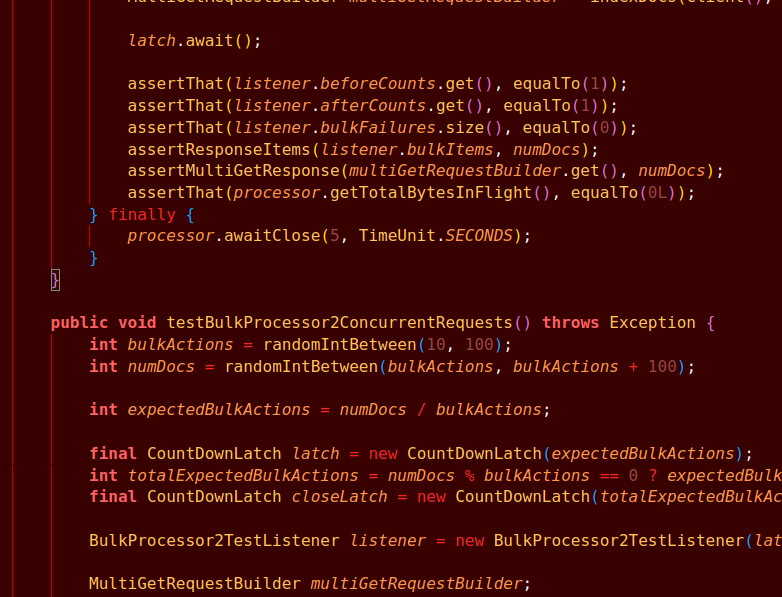 MultiGetRequestBuilder multiGetRequestBuilder = indexDocs(client(),
latch.await();
assertThat(listener.beforeCounts.get(), equalTo(1));
assertThat(listener.afterCounts.get(), equalTo(1));
assertThat(listener.bulkFailures.size(), equalTo(0));
assertResponseItems(listener.bulkItems, numDocs);
assertMultiGetResponse(multiGetRequestBuilder.get(), numDocs);
assertThat(processor.getTotalBytesInFlight(), equalTo(0L));
} finally {
processor.awaitClose(5, TimeUnit.SECONDS);
}
}
public void testBulkProcessor2ConcurrentRequests() throws Exception {
int bulkActions = randomIntBetween(10, 100);
int numDocs = randomIntBetween(bulkActions, bulkActions + 100);
int expectedBulkActions = numDocs / bulkActions;
final CountDownLatch latch = new CountDownLatch(expectedBulkActions);
int totalExpectedBulkActions = numDocs % bulkActions == 0 ? expectedBulk
final CountDownLatch closeLatch = new CountDownLatch(totalExpectedBulkAc
BulkProcessor2TestListener listener = new BulkProcessor2TestListener(lat
MultiGetRequestBuilder multiGetRequestBuilder;